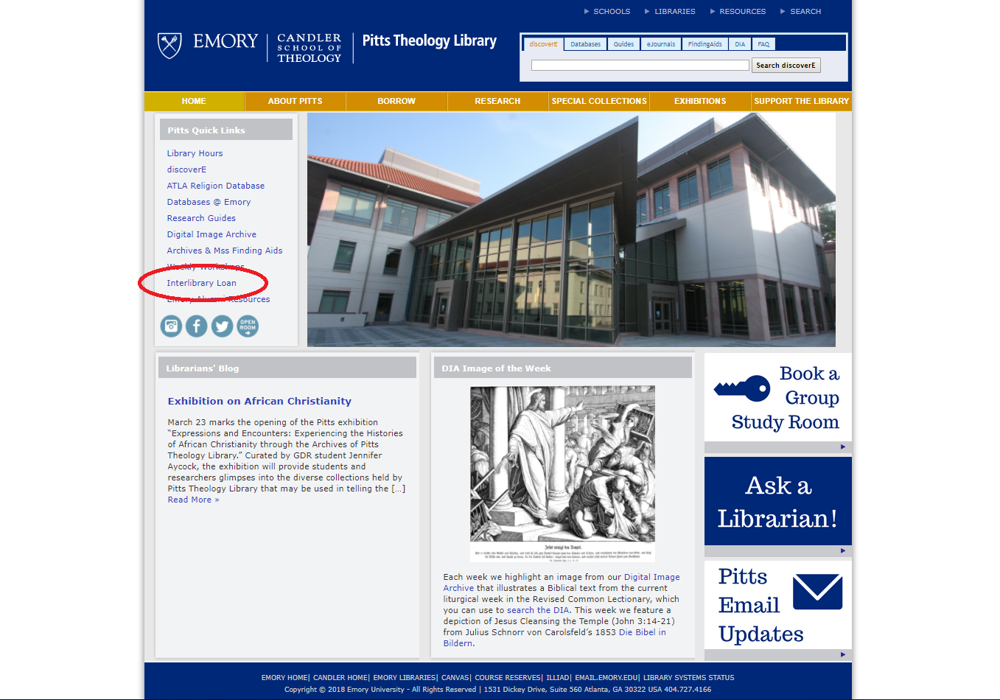 SCHOOLS LIBRARIES RESOURCES SEARCH
EMORY CANDLER SCHOOL OF THEOLOGY Pitts Theology Library
discoverE Databases Guides eJournals FindingAids DIA FAQ
Search discoverE
HOME ABOUT PITTS BORROW RESEARCH SPECIAL COLLECTIONS EXHIBITIONS SUPPORT THE LIBRARY
Pitts Quick Links
Library Hours
discoverE
ATLA Religion Database
Databases @ Emory
Research Guides
Digital Image Archive
Archives & Mss Finding Aids
Weekly Workshops
Interlibrary Loan
Emory Alumni Resources
OPEN
ROOM
Librarians' Blog
Exhibition on African Christianity
March 23 marks the opening of the Pitts exhibition
“Expressions and Encounters: Experiencing the Histories
of African Christianity through the Archives of Pitts
Theology Library.” Curated by GDR student Jennifer
Aycock, the exhibition will provide students and
researchers glimpses into the diverse collections held by
Pitts Theology Library that may be used in telling the [...]
Read More »
DIA Image of the Week
Each week we highlight an image from our Digital Image
Archive that illustrates a Biblical text from the current
liturgical week in the Revised Common Lectionary, which
you can use to search the DIA. This week we feature a
depiction of Jesus Cleansing the Temple (John 3:14-21)
from Julius Schnorr von Carolsfeld’s 1853 Die Bibel in
Bildern.
Book a
Group
Study Room
Ask a
Librarian!
Pitts
Email
Updates
EMORY HOME| CANDLER HOME| EMORY LIBRARIES| CANVAS| COURSE RESERVES| ILLIAD| EMAIL.EMORY.EDU| LIBRARY SYSTEMS STATUS
Copyright © 2018 Emory University - All Rights Reserved | 1531 Dickey Drive, Suite 560 Atlanta, GA 30322 USA 404.727.4166